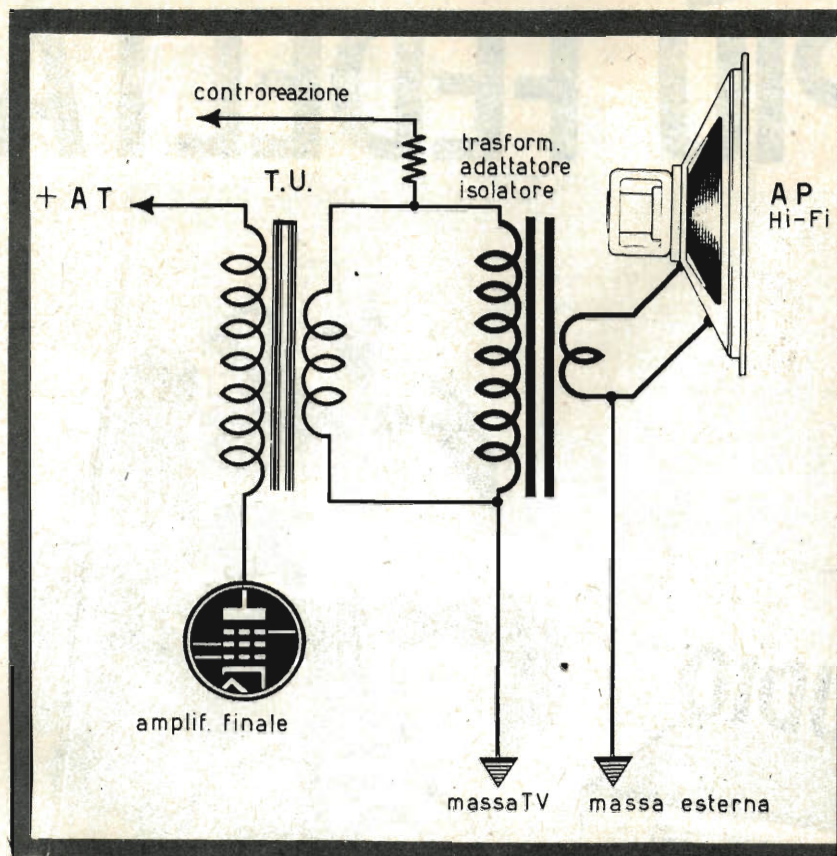 controreazione
trasform.
adattatore
isolatore
+ AT
T.U.
AP
Hi-Fi
amplif. finale
massa TV
massa esterna